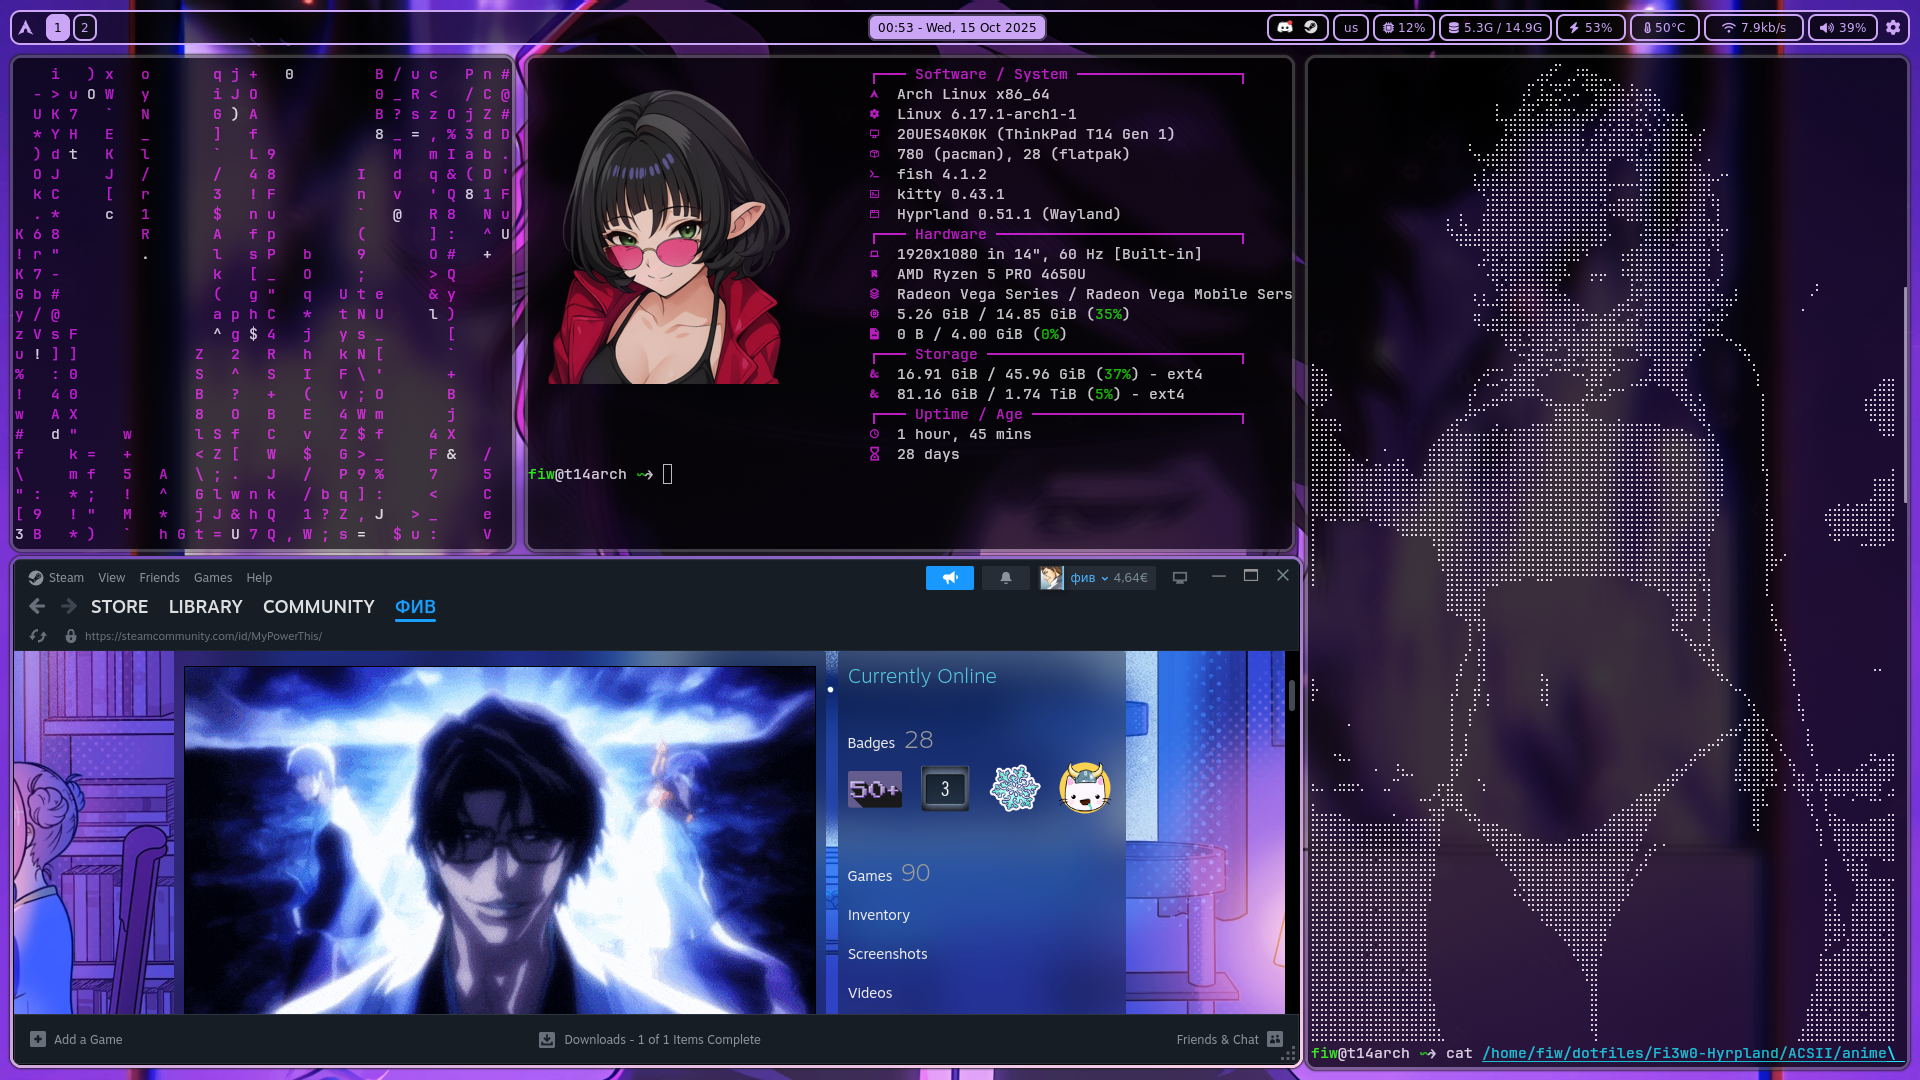 1 2
00:53 - Wed, 15 Oct 2025
us 12% 5.3G / 14.9G 53% 50°C 7.9kb/s 39%
Software / System
Arch Linux x86_64
Linux 6.17.1-arch1-1
20UES40K0K (ThinkPad T14 Gen 1)
780 (pacman), 28 (flatpak)
fish 4.1.2
kitty 0.43.1
Hyprland 0.51.1 (Wayland)
Hardware
1920x1080 in 14", 60 Hz [Built-in]
AMD Ryzen 5 PRO 4650U
Radeon Vega Series / Radeon Vega Mobile Sers
5.26 GiB / 14.85 GiB (35%)
0 B / 4.00 GiB (0%)
Storage
16.91 GiB / 45.96 GiB (37%) - ext4
81.16 GiB / 1.74 TiB (5%) - ext4
Uptime / Age
1 hour, 45 mins
28 days
fiw@t14arch
Steam View Friends Games Help
фив 4,64€
STORE LIBRARY COMMUNITY ФИВ
https://steamcommunity.com/id/MyPowerThis/
Currently Online
Badges 28
50+ 3
Games 90
Inventory
Screenshots
Videos
Add a Game
Downloads - 1 of 1 Items Complete
Friends & Chat
fiw@t14arch cat /home/fiw/dotfiles/Fi3w0-Hyrpland/ACSII/anime\